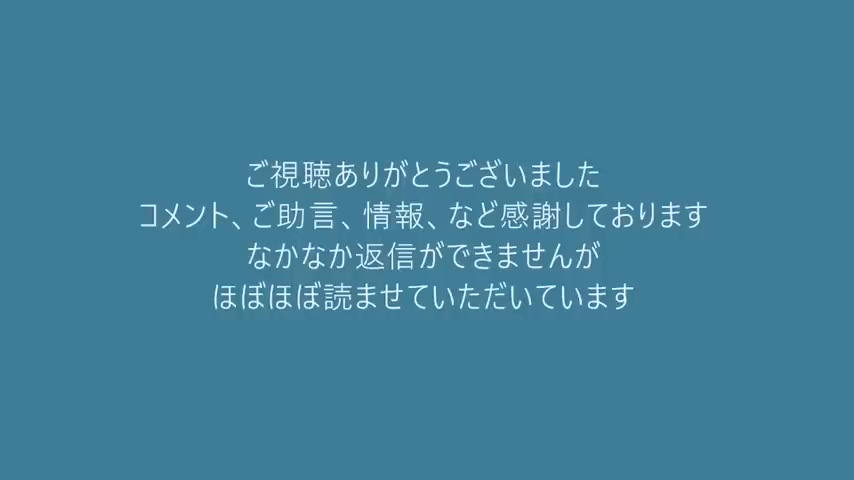 ご視聴ありがとうございました
コメント、ご助言、情報、など感謝しております
なかなか返信ができませんが
ほぼほぼ読ませていただいています